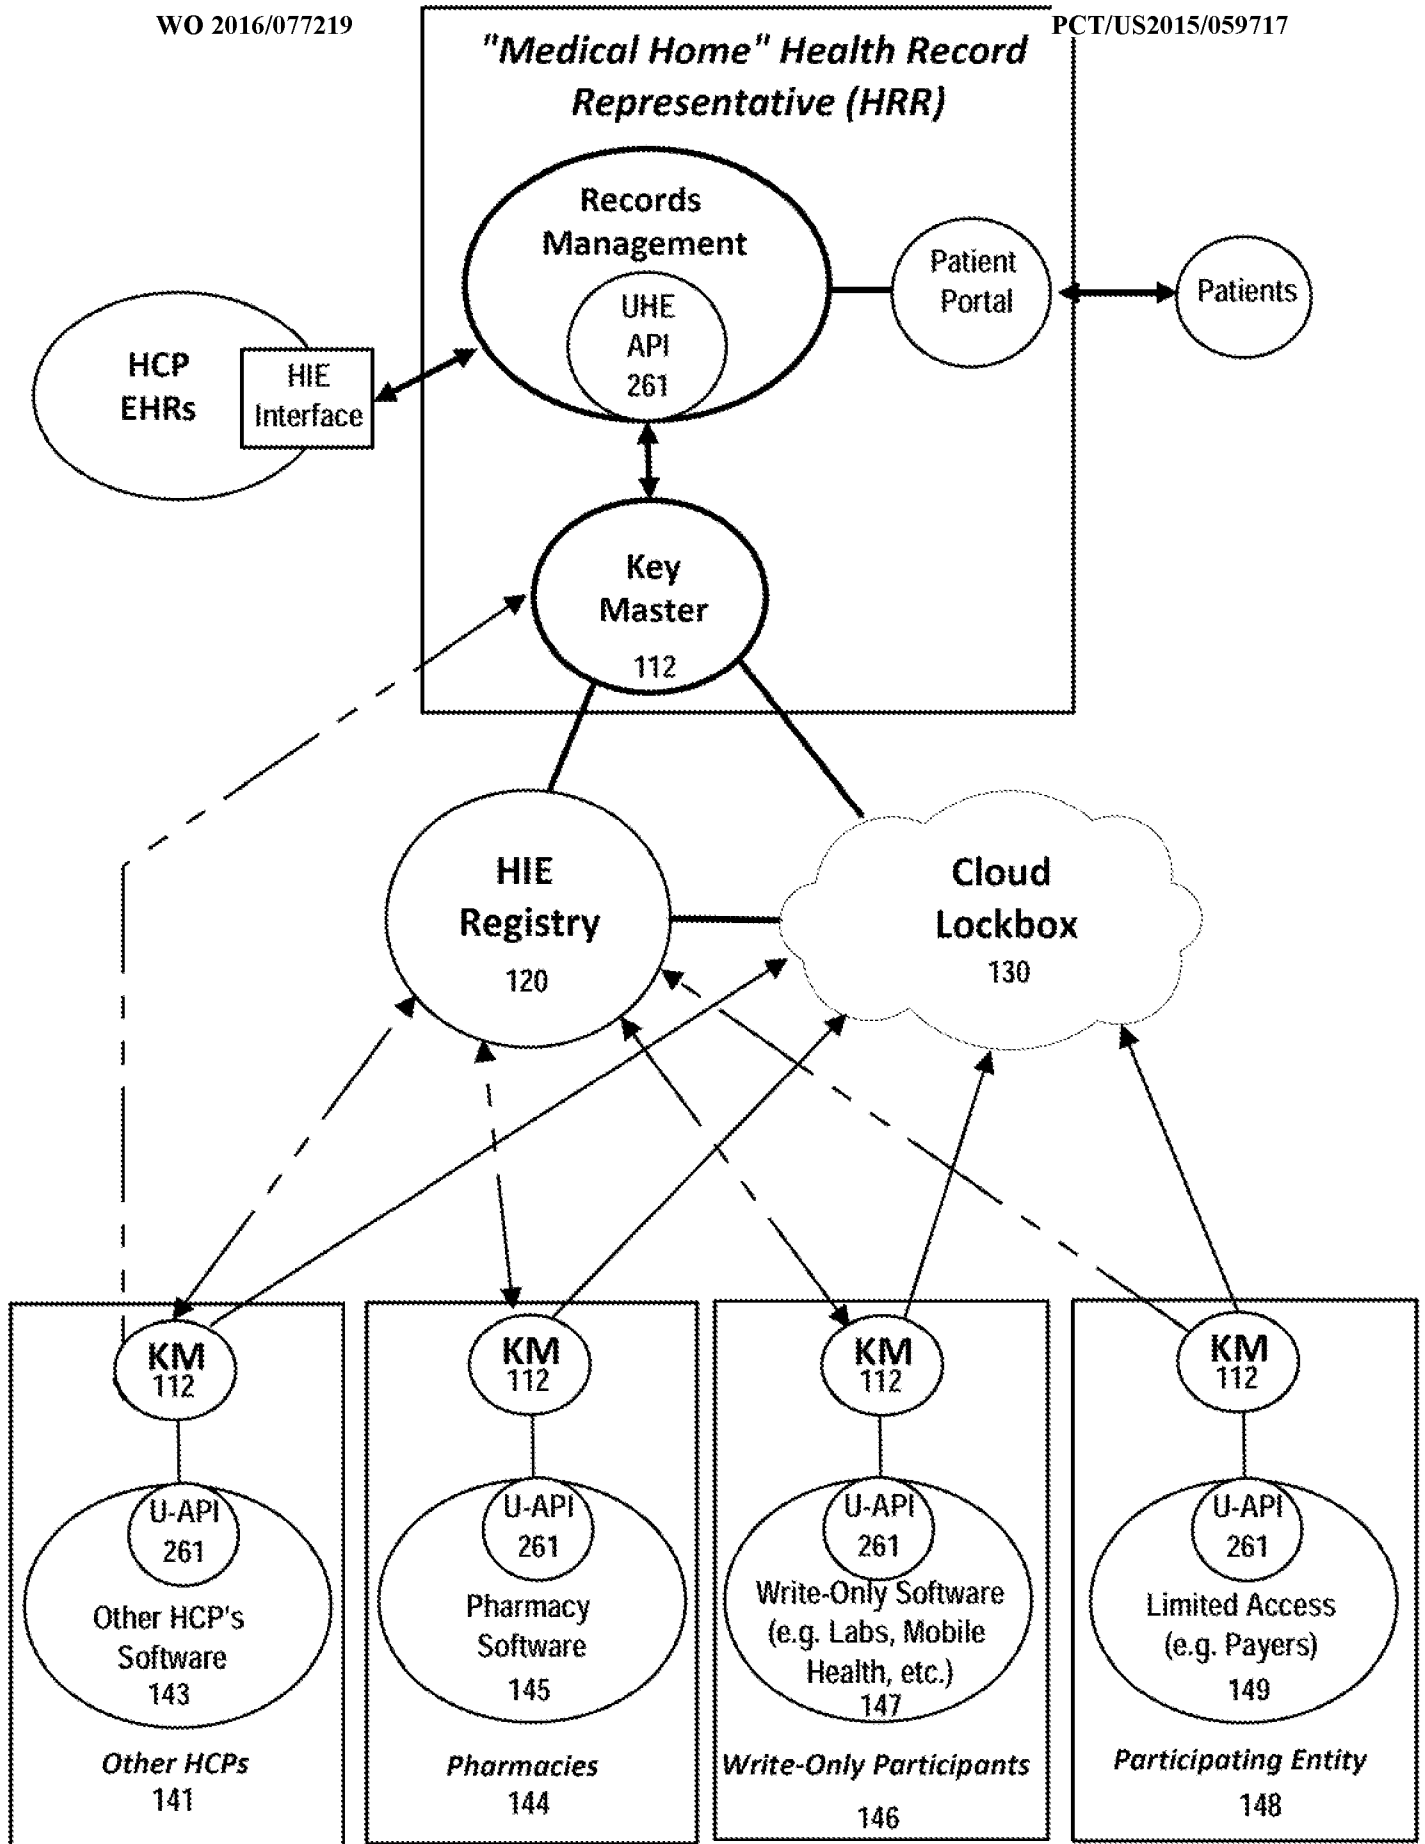 WO 2016/077219
PCT/US2015/059717
"Medical Home" Health Record
Representative (HRR)
Records
Management
UHE
API
261
Patient
Portal
Patients
HCP
EHRs
HIE
Interface
Key
Master
112
HIE
Registry
120
Cloud
Lockbox
130
KM
112
U-API
261
Other HCP's
Software
143
Other HCPs
141
KM
112
U-API
261
Pharmacy
Software
145
Pharmacies
144
KM
112
U-API
261
Write-Only Software
(e.g. Labs, Mobile
Health, etc.)
147
Write-Only Participants
146
KM
112
U-API
261
Limited Access
(e.g. Payers)
149
Participating Entity
148